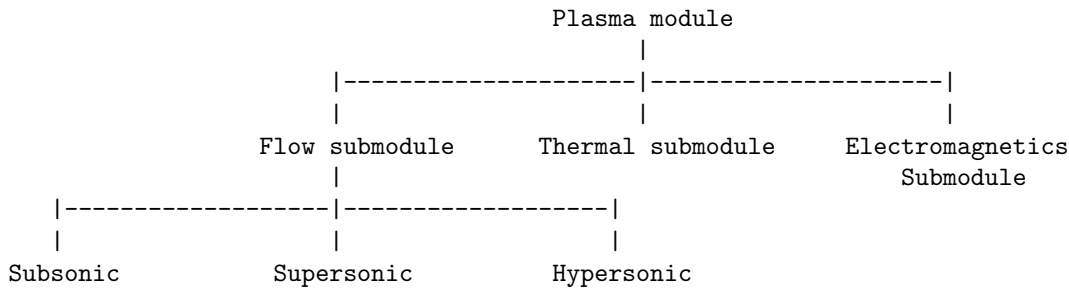 Plasma module
Flow submodule Thermal submodule Electromagnetics
Submodule
Subsonic Supersonic Hypersonic